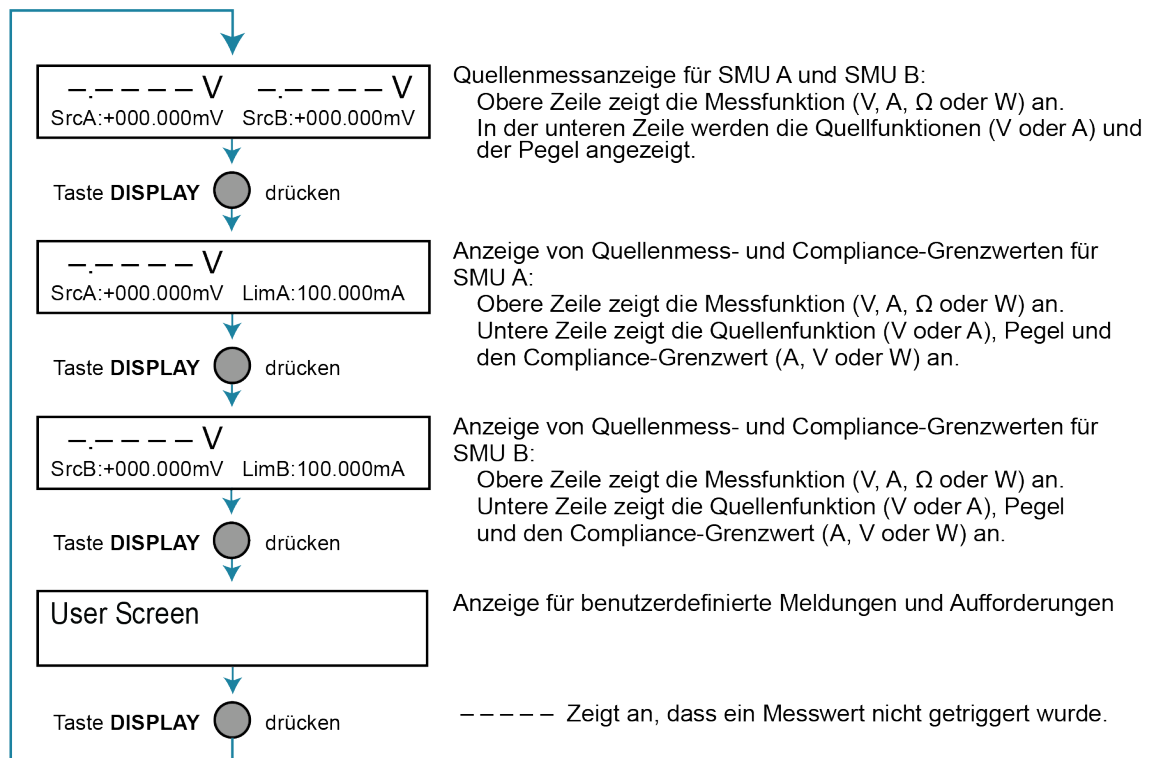 –.– – – – V –.– – – – V
SrcA:+000.000mV SrcB:+000.000mV
Quellenmessanzeige für SMU A und SMU B:
Obere Zeile zeigt die Messfunktion (V, A, Ω oder W) an.
In der unteren Zeile werden die Quellfunktionen (V oder A) und
der Pegel angezeigt.
Taste DISPLAY drücken
–.– – – – V
SrcA:+000.000mV LimA:100.000mA
Anzeige von Quellenmess- und Compliance-Grenzwerten für
SMU A:
Obere Zeile zeigt die Messfunktion (V, A, Ω oder W) an.
Untere Zeile zeigt die Quellenfunktion (V oder A), Pegel und
den Compliance-Grenzwert (A, V oder W) an.
Taste DISPLAY drücken
–.– – – – V
SrcB:+000.000mV LimB:100.000mA
Anzeige von Quellenmess- und Compliance-Grenzwerten für
SMU B:
Obere Zeile zeigt die Messfunktion (V, A, Ω oder W) an.
Untere Zeile zeigt die Quellenfunktion (V oder A), Pegel
und den Compliance-Grenzwert (A, V oder W) an.
Taste DISPLAY drücken
User Screen
Anzeige für benutzerdefinierte Meldungen und Aufforderungen
Taste DISPLAY drücken
– – – – – Zeigt an, dass ein Messwert nicht getriggert wurde.